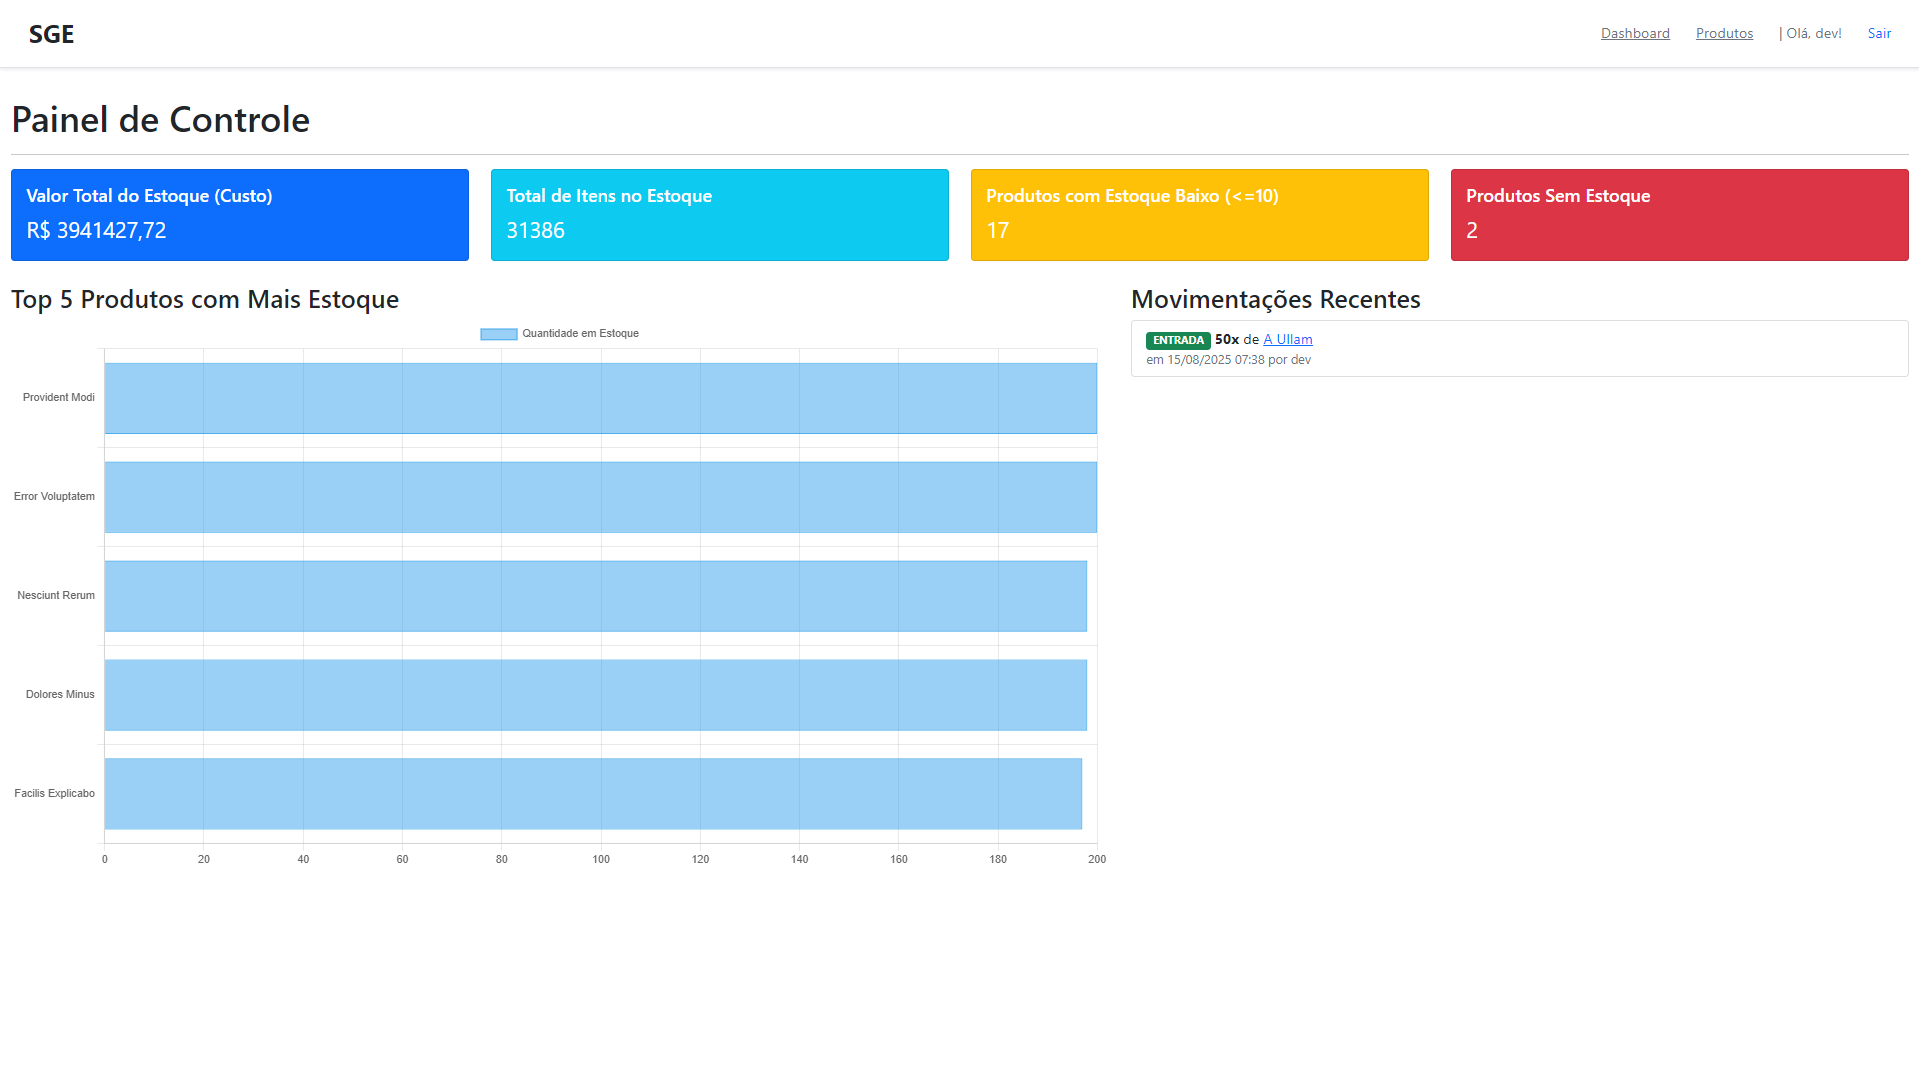 SGE
Dashboard Produtos | Olá, dev! Sair
Painel de Controle
Valor Total do Estoque (Custo)
R$ 3941427,72
Total de Itens no Estoque
31386
Produtos com Estoque Baixo (<=10)
17
Produtos Sem Estoque
2
Top 5 Produtos com Mais Estoque
Quantidade em Estoque
Provident Modi
Error Voluptatem
Nesciunt Rerum
Dolores Minus
Facilis Explicabo
0 20 40 60 80 100 120 140 160 180 200
Movimentações Recentes
ENTRADA 50x de A Ullam
em 15/08/2025 07:38 por dev